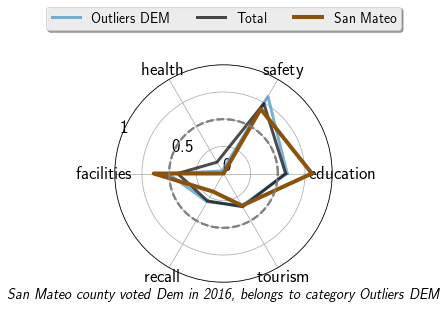 Outliers DEM Total San Mateo
health safety
1
0.5
0
facilities education
recall tourism
San Mateo county voted Dem in 2016, belongs to category Outliers DEM